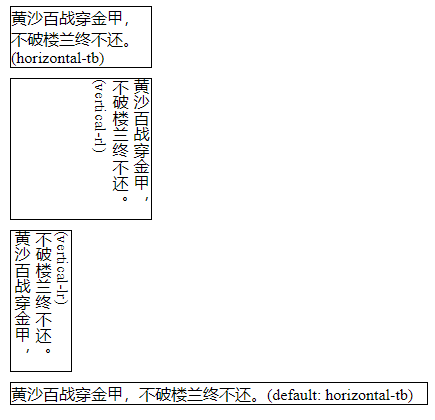 黄沙百战穿金甲，
不破楼兰终不还。
(horizontal-tb)
黄沙百战穿金甲，
不破楼兰终不还。
(vertical-rl)
黄沙百战穿金甲，
不破楼兰终不还。
(vertical-lr)
黄沙百战穿金甲，不破楼兰终不还。(default: horizontal-tb)